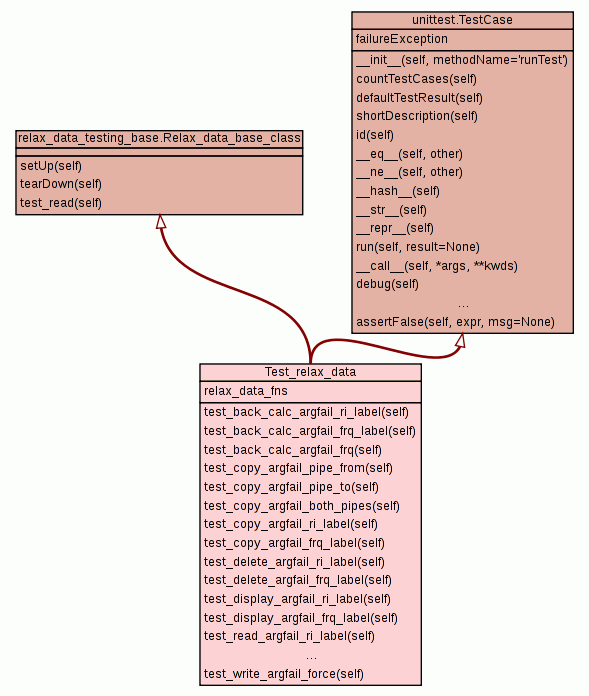 unittest.TestCase
failureException
__init__(self, methodName='runTest')
countTestCases(self)
defaultTestResult(self)
shortDescription(self)
id(self)
__eq__(self, other)
__ne__(self, other)
__hash__(self)
__str__(self)
__repr__(self)
run(self, result=None)
__call__(self, *args, **kwds)
debug(self)
...
assertFalse(self, expr, msg=None)
relax_data_testing_base.Relax_data_base_class
setUp(self)
tearDown(self)
test_read(self)
Test_relax_data
relax_data_fns
test_back_calc_argfail_ri_label(self)
test_back_calc_argfail_frq_label(self)
test_back_calc_argfail_frq(self)
test_copy_argfail_pipe_from(self)
test_copy_argfail_pipe_to(self)
test_copy_argfail_both_pipes(self)
test_copy_argfail_ri_label(self)
test_copy_argfail_frq_label(self)
test_delete_argfail_ri_label(self)
test_delete_argfail_frq_label(self)
test_display_argfail_ri_label(self)
test_display_argfail_frq_label(self)
test_read_argfail_ri_label(self)
...
test_write_argfail_force(self)